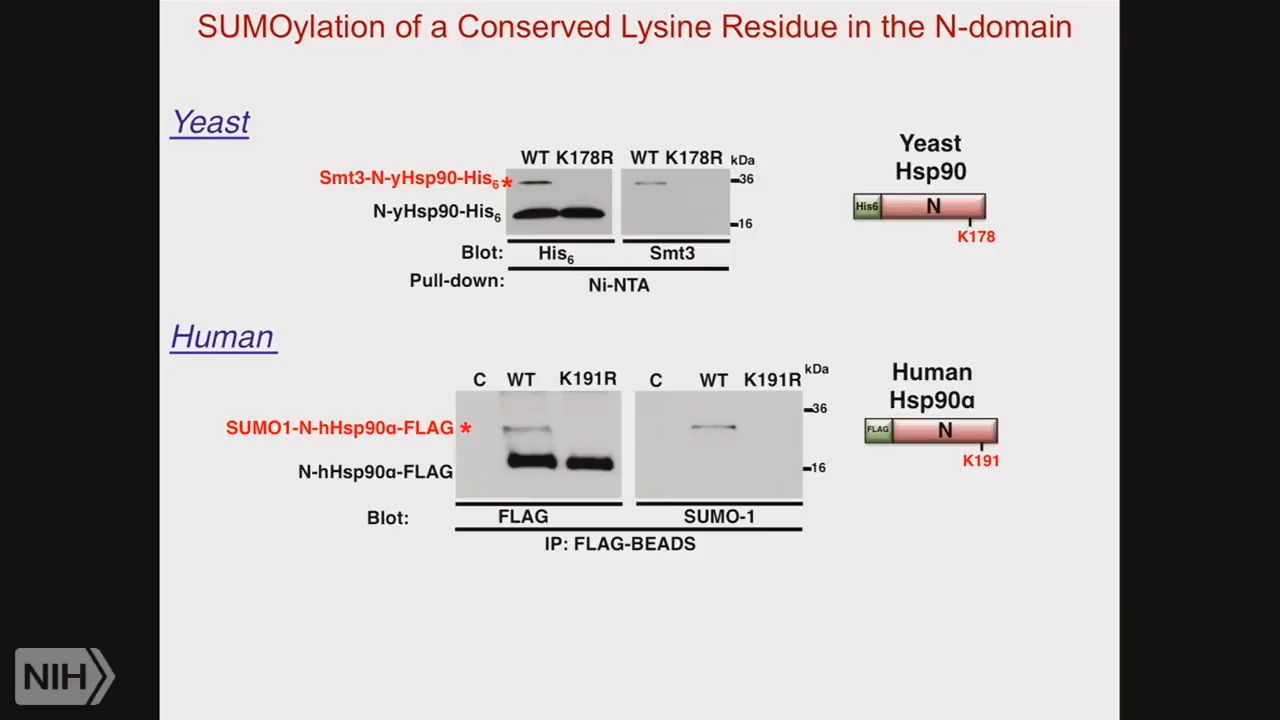 SUMOylation of a Conserved Lysine Residue in the N-domain
Yeast
WT K178R WT K178R kDa
Smt3-N-yHsp90-His6* 36
N-yHsp90-His6
16
Blot: His6 Smt3
Pull-down: Ni-NTA
Yeast
Hsp90
His6 N
K178
Human
C WT K191R C WT K191R kDa
36
SUMO1-N-hHsp90α-FLAG *
N-hHsp90α-FLAG 16
Blot: FLAG SUMO-1
IP: FLAG-BEADS
Human
Hsp90α
FLAG N
K191
NIH